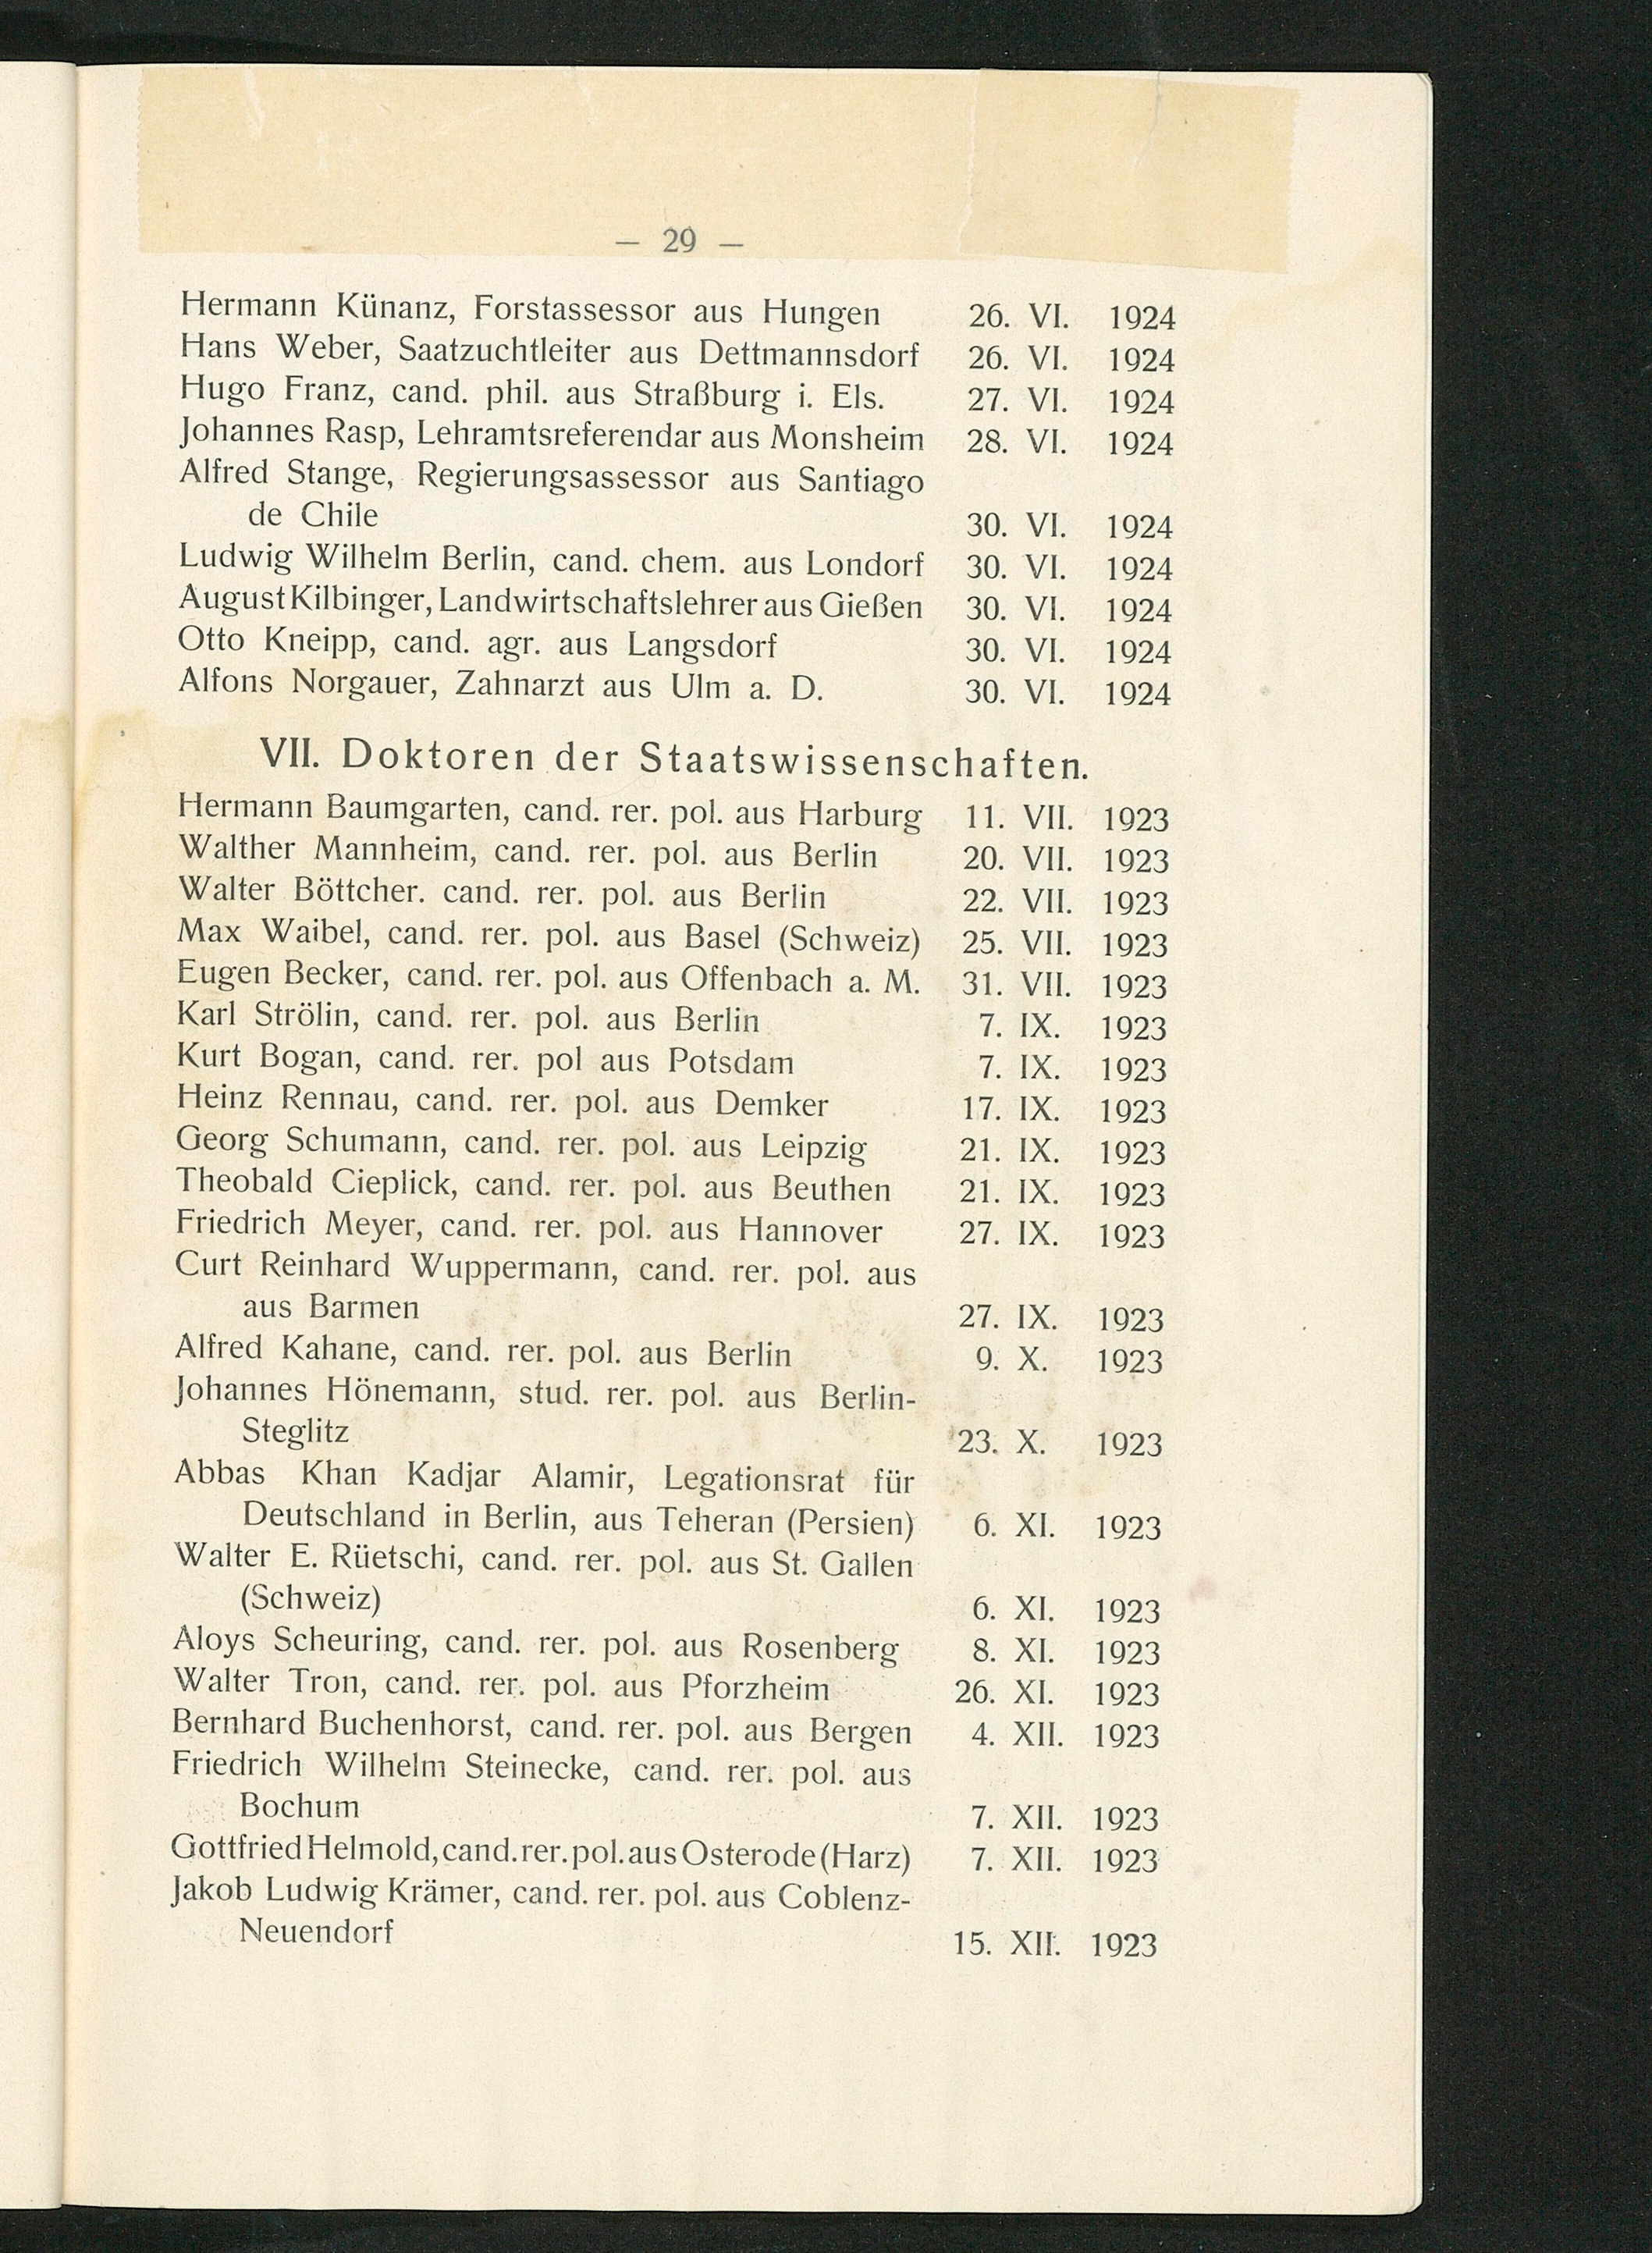 — 29 —
Hermann Künanz, Forstassessor aus Hungen 26. VI. 1924
Hans Weber, Saatzuchtleiter aus Dettmannsdorf 26. VI. 1924
Hugo Franz, cand. phil. aus Straßburg i. Els. 27. VI. 1924
Johannes Rasp, Lehramtsreferendar aus Monsheim 28. VI. 1924
Alfred Stange, Regierungsassessor aus Santiago
de Chile 30. VI. 1924
Ludwig Wilhelm Berlin, cand. chem. aus Londorf 30. VI. 1924
August Kilbinger, Landwirtschaftslehrer aus Gießen 30. VI. 1924
Otto Kneipp, cand. agr. aus Langsdorf 30. VI. 1924
Alfons Norgauer, Zahnarzt aus Ulm a. D. 30. VI. 1924
VII. Doktoren der Staatswissenschaften.
Hermann Baumgarten, cand. rer. pol. aus Harburg 11. VII. 1923
Walther Mannheim, cand. rer. pol. aus Berlin 20. VII. 1923
Walter Böttcher. cand. rer. pol. aus Berlin 22. VII. 1923
Max Waibel, cand. rer. pol. aus Basel (Schweiz) 25. VII. 1923
Eugen Becker, cand. rer. pol. aus Offenbach a. M. 31. VII. 1923
Karl Strölin, cand. rer. pol. aus Berlin 7. IX. 1923
Kurt Bogan, cand. rer. pol aus Potsdam 7. IX. 1923
Heinz Rennau, cand. rer. pol. aus Demker 17. IX. 1923
Georg Schumann, cand. rer. pol. aus Leipzig 21. IX. 1923
Theobald Cieplick, cand. rer. pol. aus Beuthen 21. IX. 1923
Friedrich Meyer, cand. rer. pol. aus Hannover 27. IX. 1923
Curt Reinhard Wuppermann, cand. rer. pol. aus
aus Barmen 27. IX. 1923
Alfred Kahane, cand. rer. pol. aus Berlin 9. X. 1923
Johannes Hönemann, stud. rer. pol. aus Berlin-
Steglitz 23. X. 1923
Abbas Khan Kadjar Alamir, Legationsrat für
Deutschland in Berlin, aus Teheran (Persien) 6. XI. 1923
Walter E. Rüetschi, cand. rer. pol. aus St. Gallen
(Schweiz) 6. XI. 1923
Aloys Scheuring, cand. rer. pol. aus Rosenberg 8. XI. 1923
Walter Tron, cand. rer. pol. aus Pforzheim 26. XI. 1923
Bernhard Buchenhorst, cand. rer. pol. aus Bergen 4. XII. 1923
Friedrich Wilhelm Steinecke, cand. rer. pol. aus
Bochum 7. XII. 1923
Gottfried Helmold, cand. rer. pol. aus Osterode (Harz) 7. XII. 1923
Jakob Ludwig Krämer, cand. rer. pol. aus Coblenz-
Neuendorf 15. XII. 1923